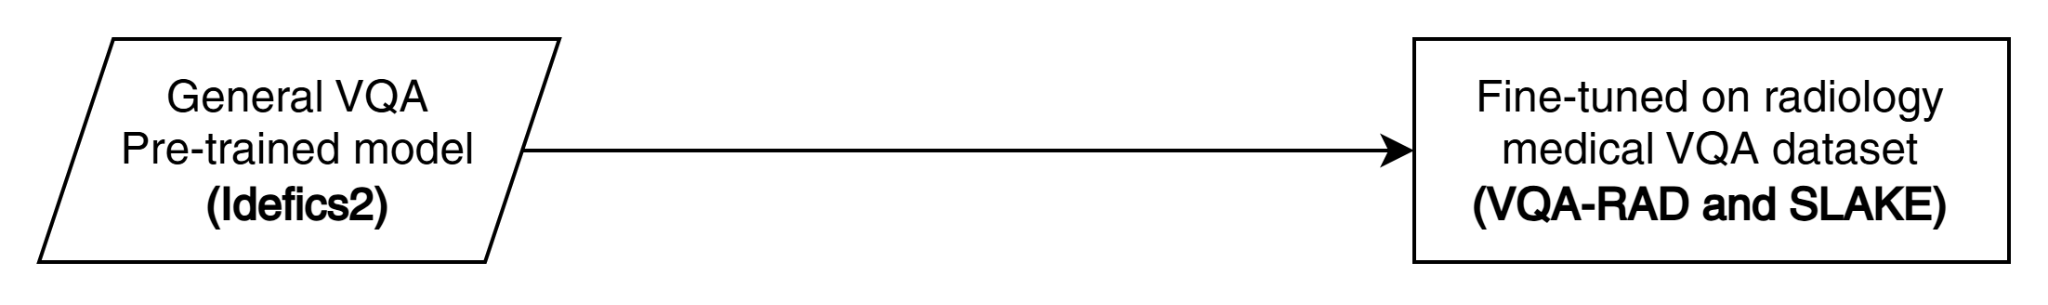 General VQA
Pre-trained model
(Idefics2)
Fine-tuned on radiology
medical VQA dataset
(VQA-RAD and SLAKE)